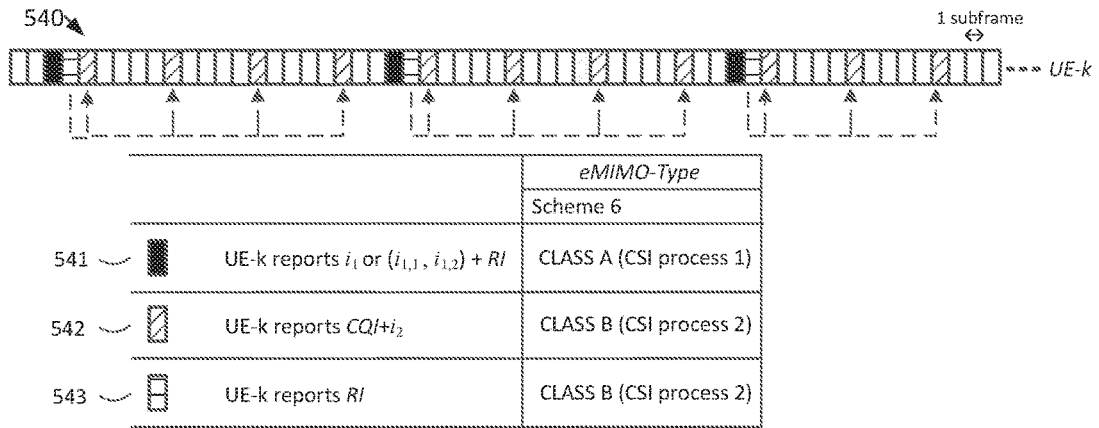 540
1 subframe
UE-k
eMIMO-Type
Scheme 6
541 UE-k reports i1 or (i1,1 , i1,2) + RI CLASS A (CSI process 1)
542 UE-k reports CQI+i2 CLASS B (CSI process 2)
543 UE-k reports RI CLASS B (CSI process 2)